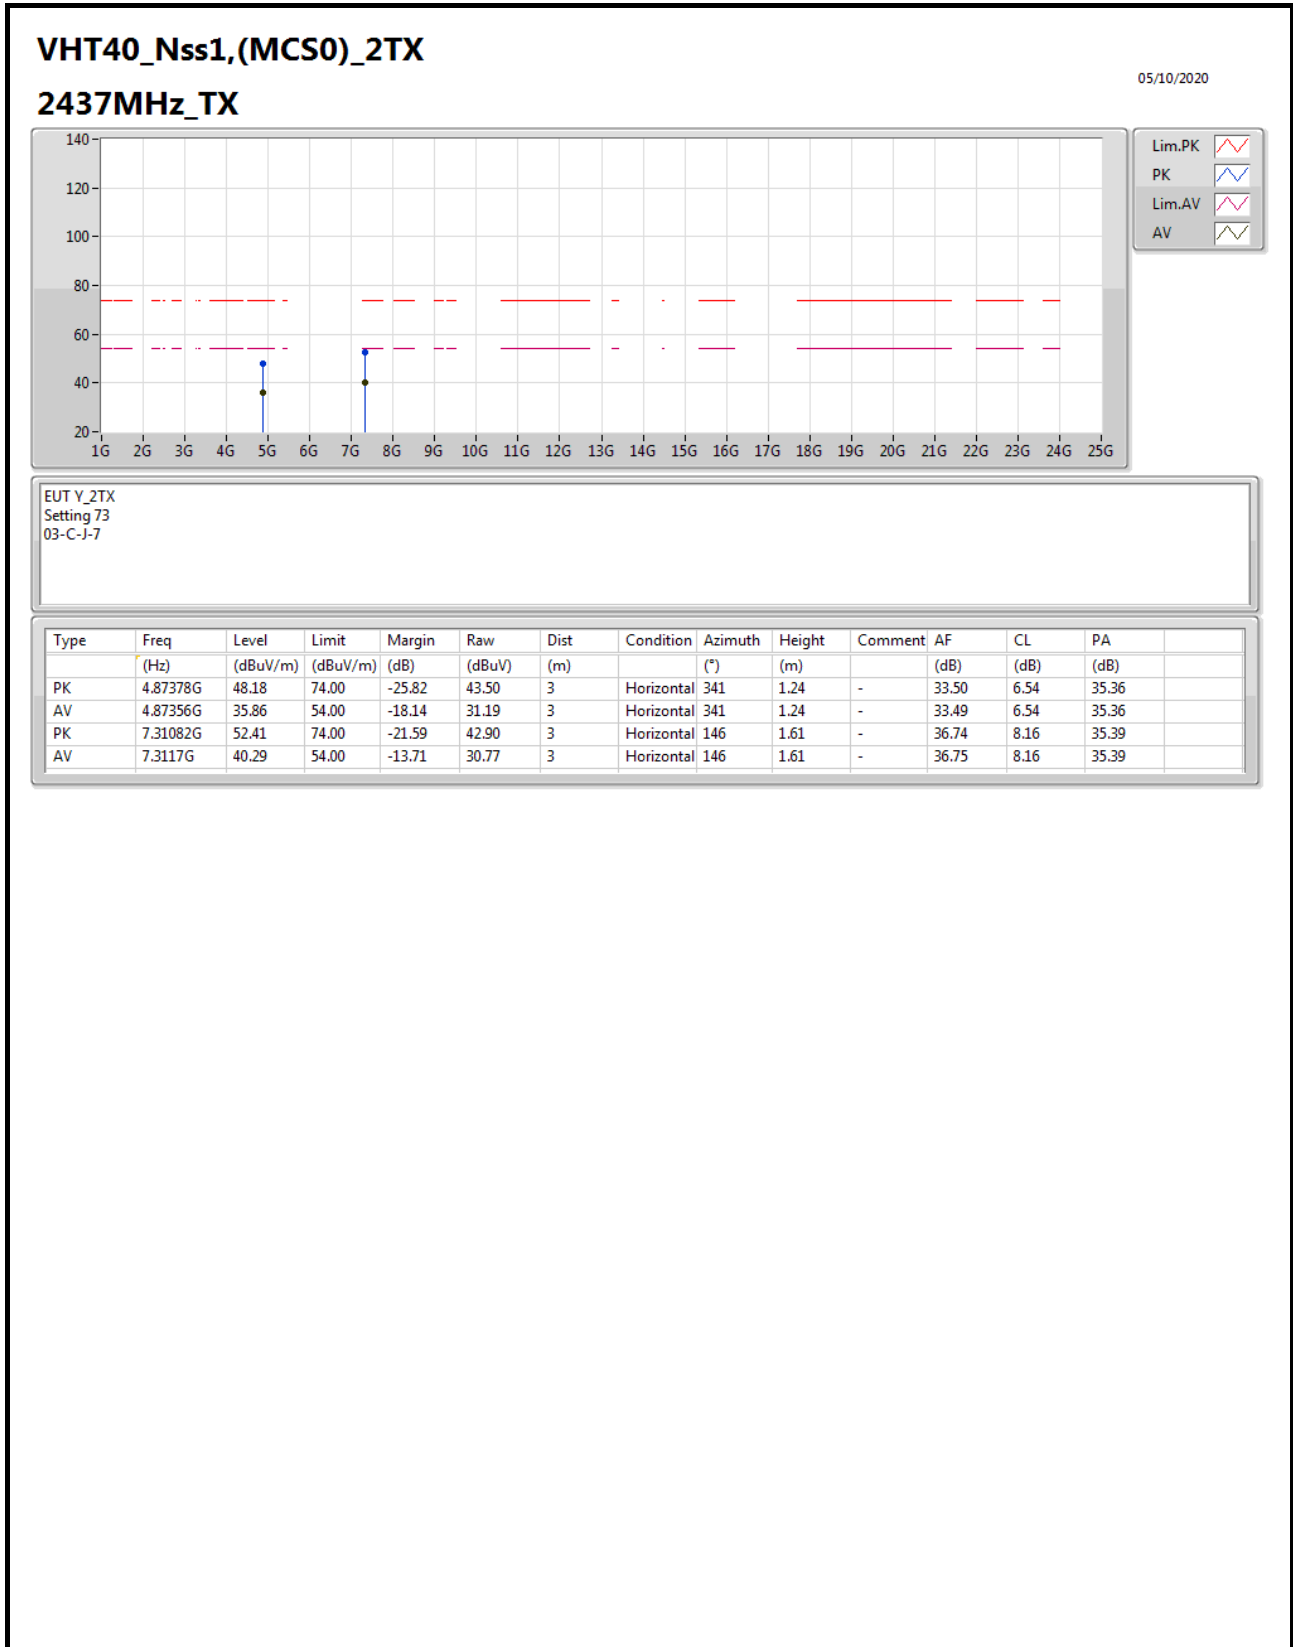 VHT40_Nss1,(MCS0)_2TX
05/10/2020
2437MHz_TX
140
120
100
80
60
40
20
1G 2G 3G 4G 5G 6G 7G 8G 9G 10G 11G 12G 13G 14G 15G 16G 17G 18G 19G 20G 21G 22G 23G 24G 25G
Lim.PK
PK
Lim.AV
AV
EUT Y_2TX
Setting 73
03-C-J-7
Type Freq Level Limit Margin Raw Dist Condition Azimuth Height Comment AF CL PA
(Hz) (dBuV/m) (dBuV/m) (dB) (dBuV) (m) (°) (m) (dB) (dB) (dB)
PK 4.87378G 48.18 74.00 -25.82 43.50 3 Horizontal 341 1.24 - 33.50 6.54 35.36
AV 4.87356G 35.86 54.00 -18.14 31.19 3 Horizontal 341 1.24 - 33.49 6.54 35.36
PK 7.31082G 52.41 74.00 -21.59 42.90 3 Horizontal 146 1.61 - 36.74 8.16 35.39
AV 7.3117G 40.29 54.00 -13.71 30.77 3 Horizontal 146 1.61 - 36.75 8.16 35.39